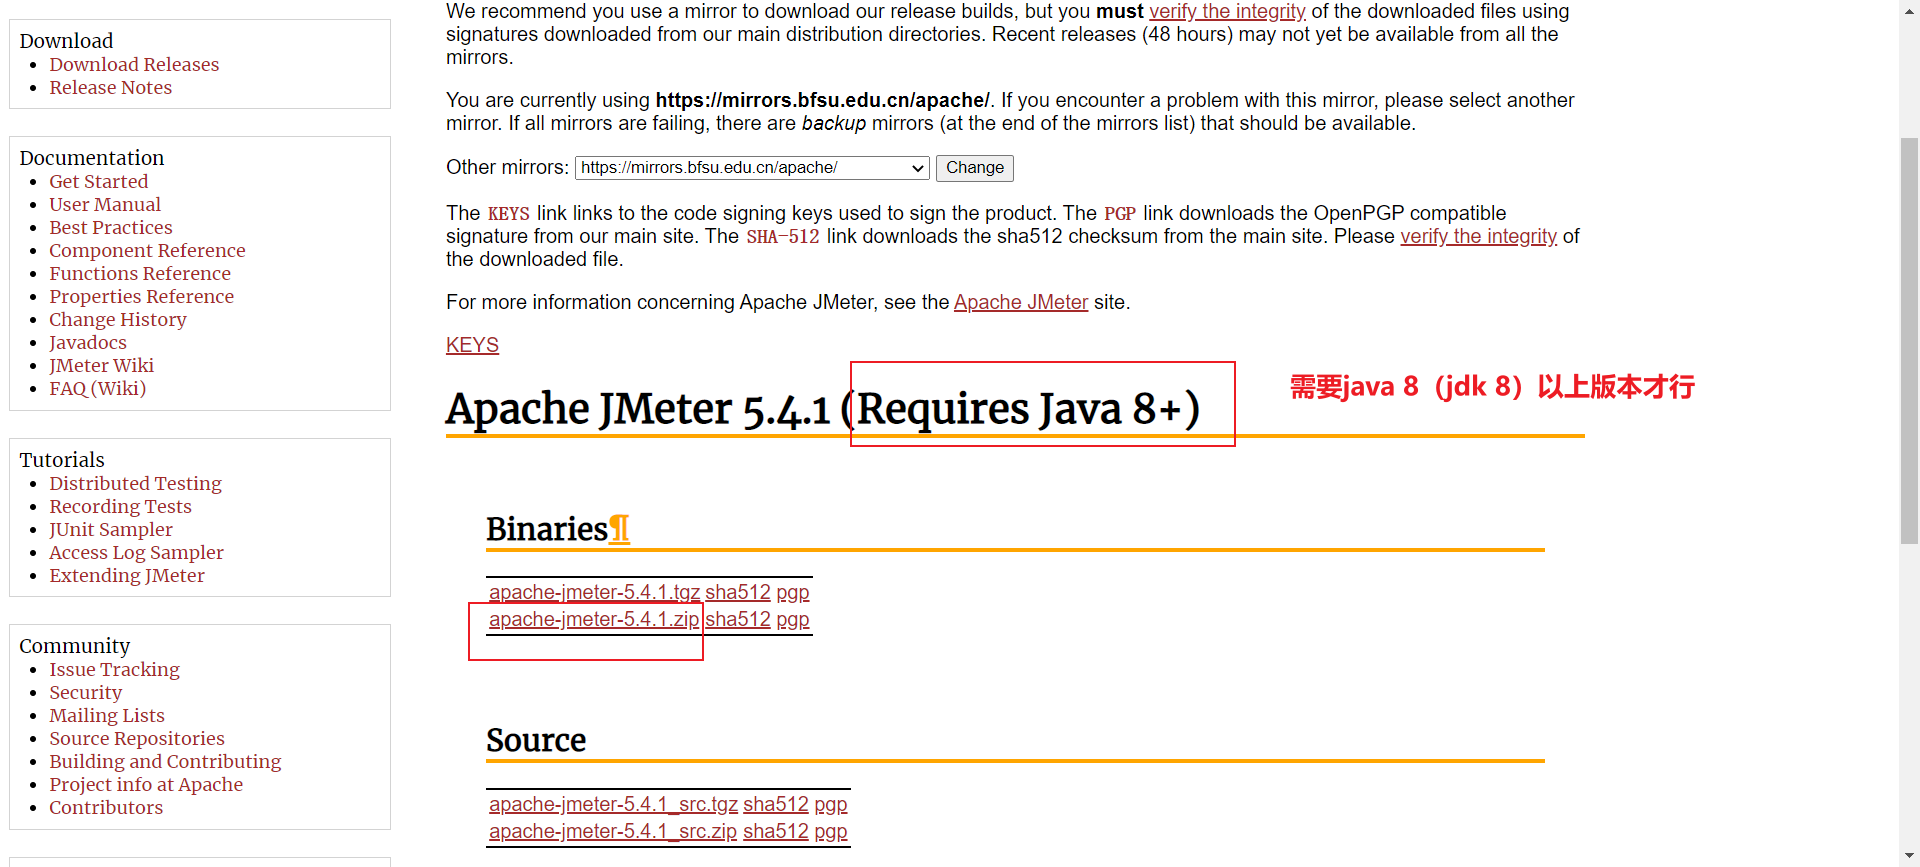 Download
Download Releases
Release Notes
Documentation
Get Started
User Manual
Best Practices
Component Reference
Functions Reference
Properties Reference
Change History
Javadocs
JMeter Wiki
FAQ (Wiki)
Tutorials
Distributed Testing
Recording Tests
JUnit Sampler
Access Log Sampler
Extending JMeter
Community
Issue Tracking
Security
Mailing Lists
Source Repositories
Building and Contributing
Project info at Apache
Contributors
We recommend you use a mirror to download our release builds, but you must verify the integrity of the downloaded files using
signatures downloaded from our main distribution directories. Recent releases (48 hours) may not yet be available from all the
mirrors.
You are currently using https://mirrors.bfsu.edu.cn/apache/. If you encounter a problem with this mirror, please select another
mirror. If all mirrors are failing, there are backup mirrors (at the end of the mirrors list) that should be available.
Other mirrors: https://mirrors.bfsu.edu.cn/apache/ Change
The KEYS link links to the code signing keys used to sign the product. The PGP link downloads the OpenPGP compatible
signature from our main site. The SHA-512 link downloads the sha512 checksum from the main site. Please verify the integrity of
the downloaded file.
For more information concerning Apache JMeter, see the Apache JMeter site.
KEYS
Apache JMeter 5.4.1 (Requires Java 8+)
需要java 8（jdk 8）以上版本才行
Binaries¶
apache-jmeter-5.4.1.tgz sha512 pgp
apache-jmeter-5.4.1.zip sha512 pgp
Source
apache-jmeter-5.4.1_src.tgz sha512 pgp
apache-jmeter-5.4.1_src.zip sha512 pgp